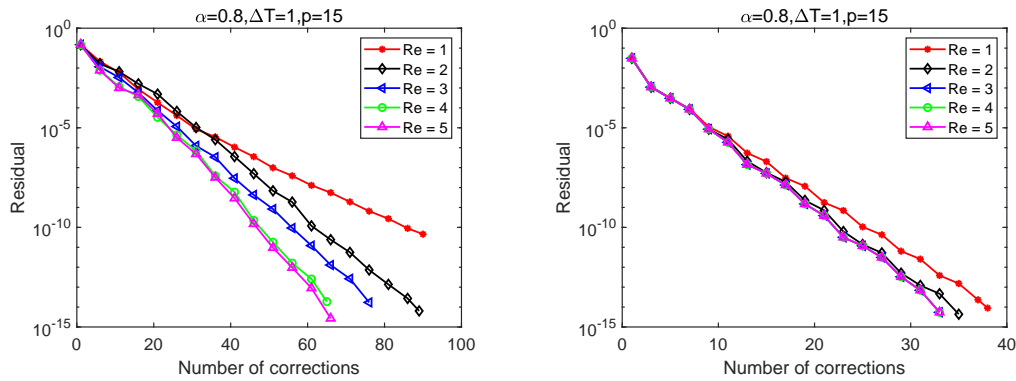 α=0.8,ΔT=1,p=15
10^0
10^-5
10^-10
10^-15
Residual
0 20 40 60 80 100
Number of corrections
Re = 1
Re = 2
Re = 3
Re = 4
Re = 5
α=0.8,ΔT=1,p=15
10^0
10^-5
10^-10
10^-15
Residual
0 10 20 30 40
Number of corrections
Re = 1
Re = 2
Re = 3
Re = 4
Re = 5